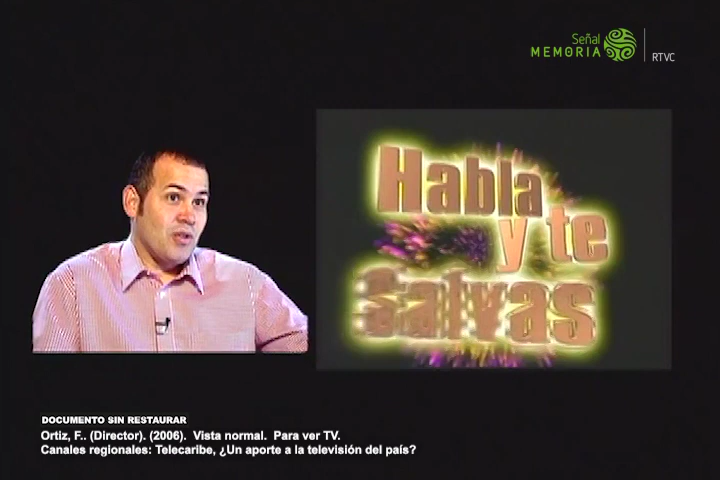 Señal
MEMORIA
RTVC
Habla
y te
Salvas
DOCUMENTO SIN RESTAURAR
Ortiz, F.. (Director). (2006). Vista normal. Para ver TV.
Canales regionales: Telecaribe, ¿Un aporte a la televisión del país?